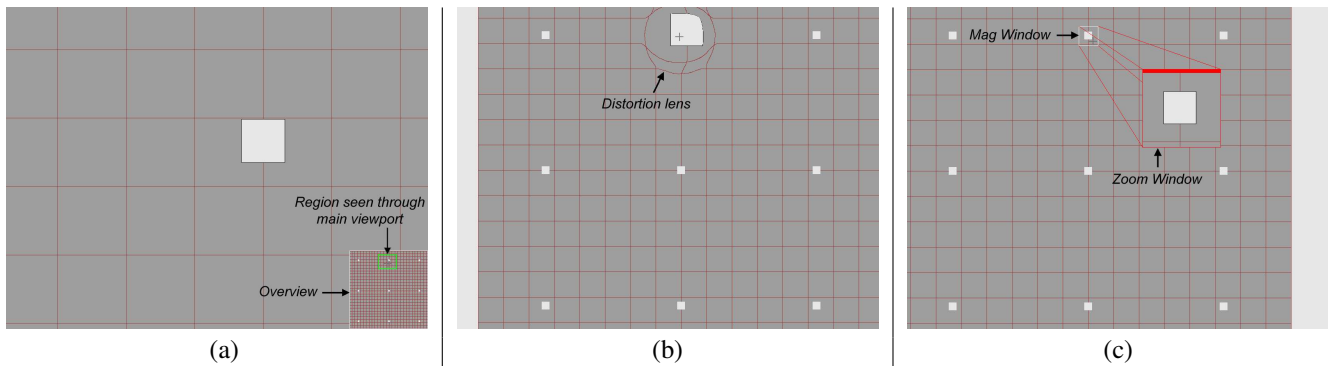 Region seen through
main viewport
Overview
(a)
Distortion lens
(b)
Mag Window
Zoom Window
(c)